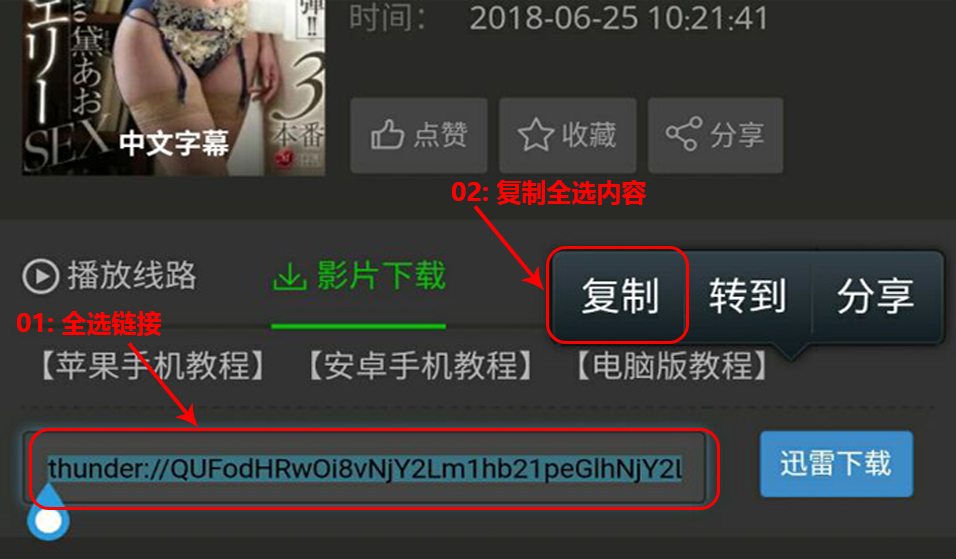 弾!!
時间： 2018-06-25 10:21:41
エリー
黛あお
SEX
3
本番
中文字幕
点赞
收藏
分享
02: 复制全选内容
播放线路
影片下载
复制
转到
分享
01: 全选链接
【苹果手机教程】
【安卓手机教程】
【电脑版教程】
thunder://QUFodHRwOi8vNjY2Lm1hb21peGlhNjY2L
迅雷下载